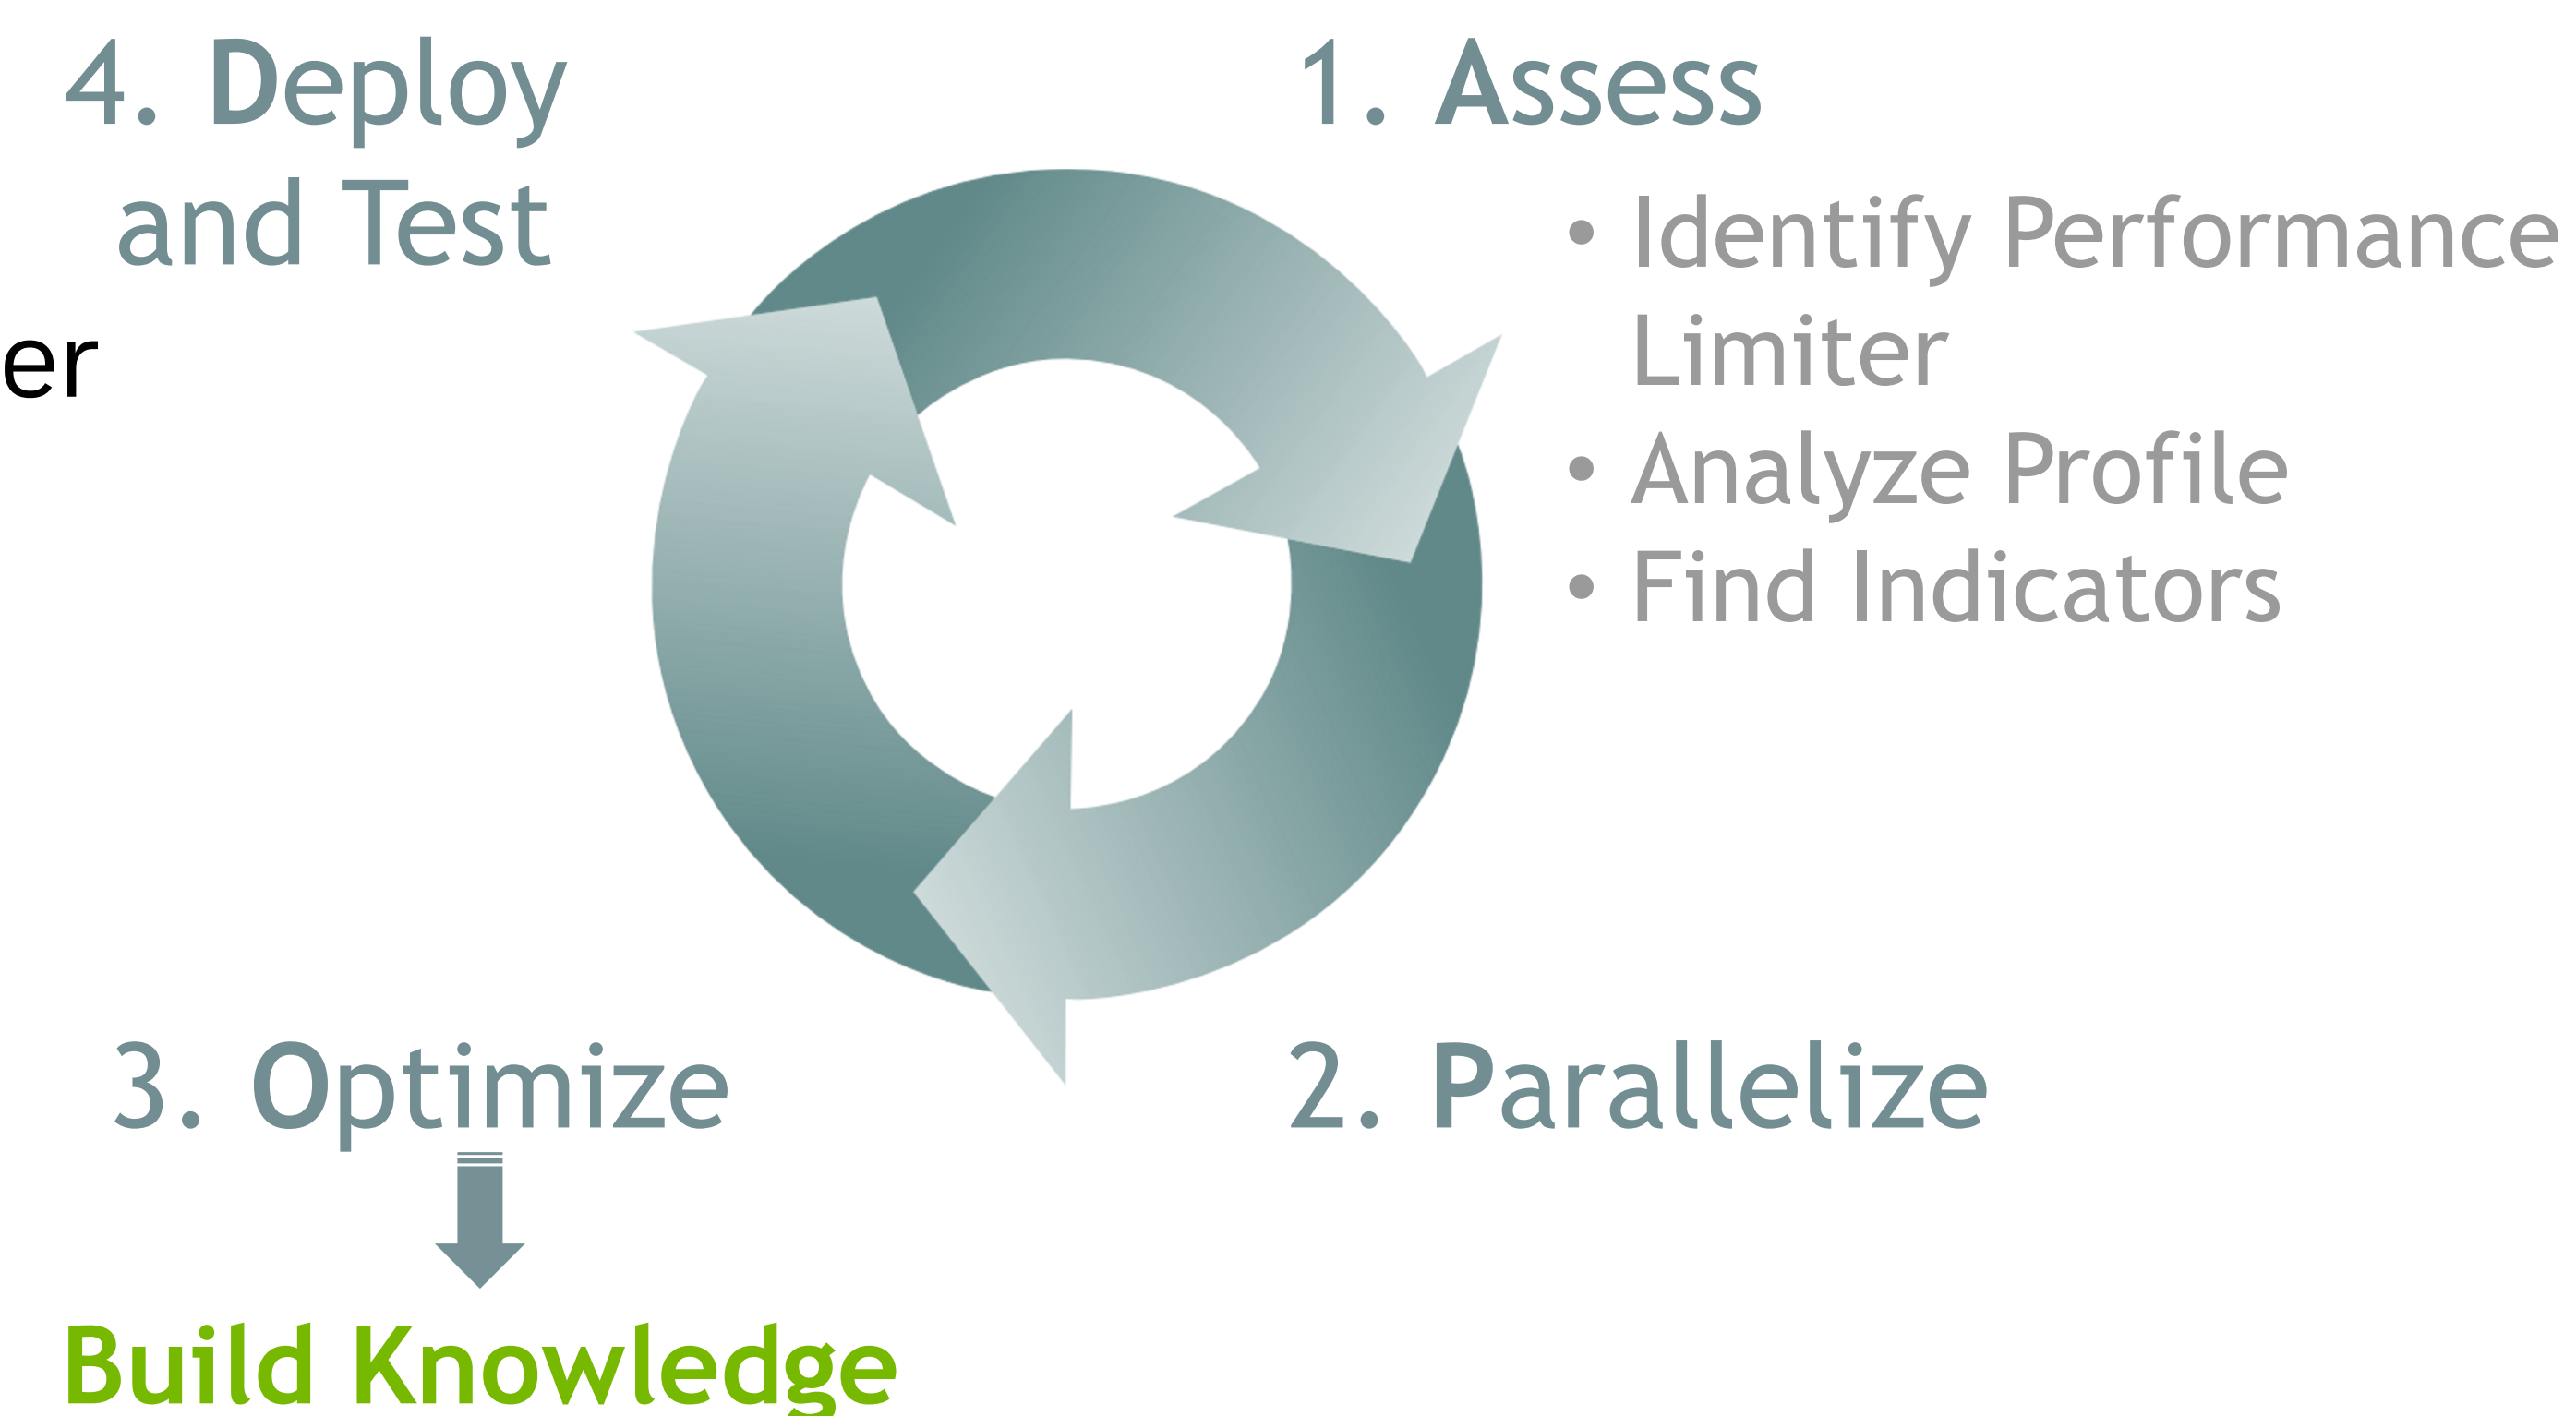 4. Deploy
and Test
er
1. Assess
• Identify Performance
Limiter
• Analyze Profile
• Find Indicators
3. Optimize
2. Parallelize
Build Knowledge